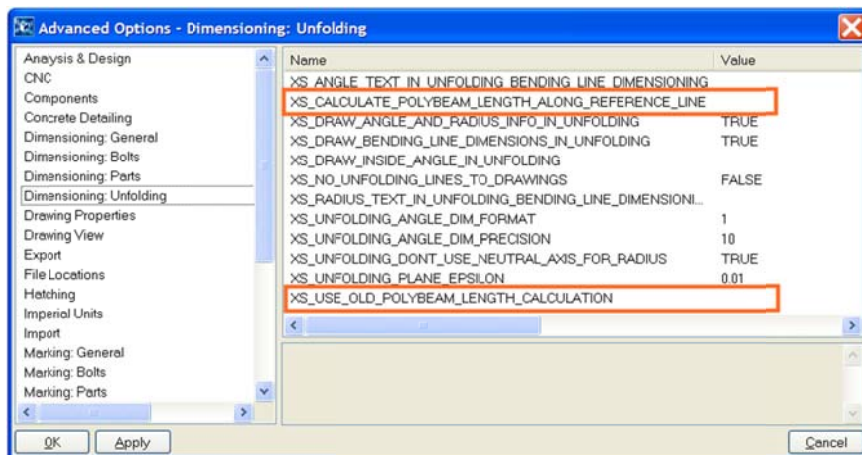 Advanced Options - Dimensioning: Unfolding
Analysis & Design
CNC
Components
Concrete Detailing
Dimensioning: General
Dimensioning: Bolts
Dimensioning: Parts
Dimensioning: Unfolding
Drawing Properties
Drawing View
Export
File Locations
Hatching
Imperial Units
Import
Marking: General
Marking: Bolts
Marking: Parts
Name Value
XS_ANGLE_TEXT_IN_UNFOLDING_BENDING_LINE_DIMENSIONING
XS_CALCULATE_POLYBEAM_LENGTH_ALONG_REFERENCE_LINE
XS_DRAW_ANGLE_AND_RADIUS_INFO_IN_UNFOLDING TRUE
XS_DRAW_BENDING_LINE_DIMENSIONS_IN_UNFOLDING TRUE
XS_DRAW_INSIDE_ANGLE_IN_UNFOLDING
XS_NO_UNFOLDING_LINES_TO_DRAWINGS FALSE
XS_RADIUS_TEXT_IN_UNFOLDING_BENDING_LINE_DIMENSIONI...
XS_UNFOLDING_ANGLE_DIM_FORMAT 1
XS_UNFOLDING_ANGLE_DIM_PRECISION 10
XS_UNFOLDING_DONT_USE_NEUTRAL_AXIS_FOR_RADIUS TRUE
XS_UNFOLDING_PLANE_EPSILON 0.01
XS_USE_OLD_POLYBEAM_LENGTH_CALCULATION
OK Apply Cancel